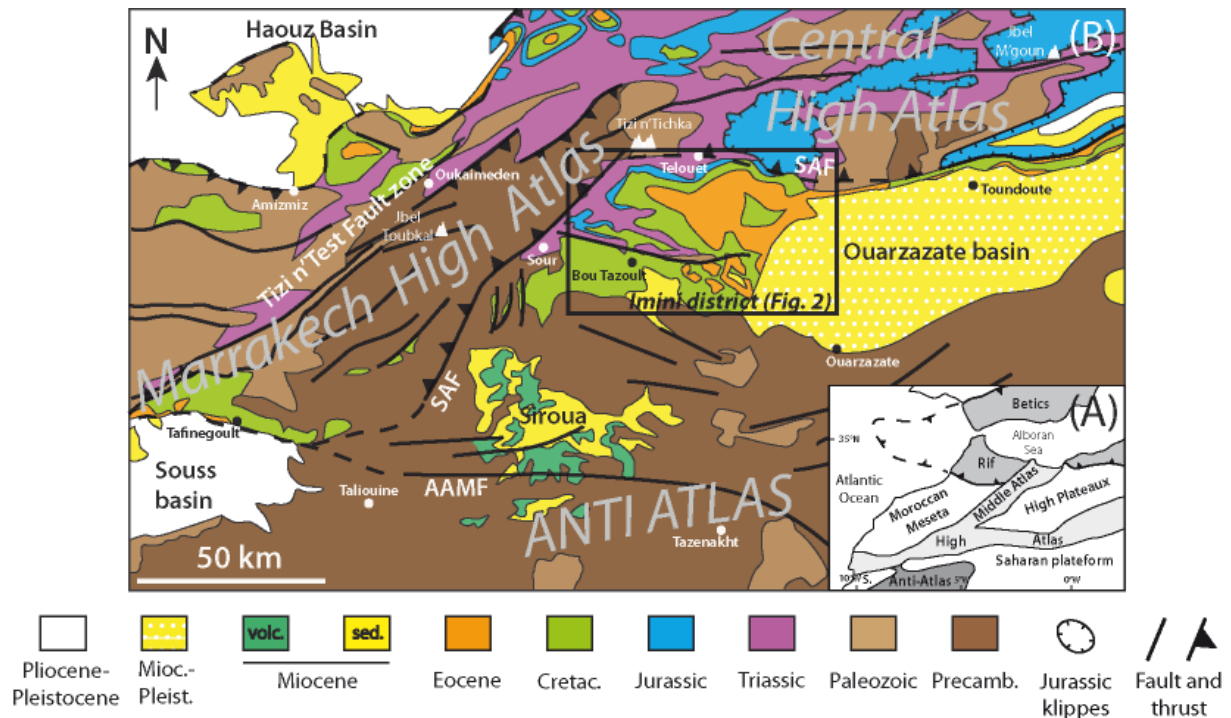 N
Haouz Basin
Central
High Atlas
Jbel
M'goun
(B)
Tizi n'Tichka
Telouet
SAF
Oukaimeden
Toundoute
Amizmiz
Jbel
Toubkal
Tizi n'Test Fault zone
Marrakech High Atlas
Sour
Bou Tazoult
Ouarzazate basin
Imini district (Fig. 2)
Ouarzazate
SAF
Siroua
Tafinegoult
Souss
basin
Taliouine
AAMF
ANTI ATLAS
Tazenakht
50 km
(A)
Betics
35°N
Alboran
Sea
Rif
Atlantic
Ocean
Moroccan
Meseta
Middle Atlas
High Plateaux
High
Atlas
Saharan plateform
10°W
S.
Anti-Atlas
5°W
0°W
volc.
sed.
Pliocene-
Pleistocene
Mioc.-
Pleist.
Miocene
Eocene
Cretac.
Jurassic
Triassic
Paleozoic
Precamb.
Jurassic
klippes
Fault and
thrust